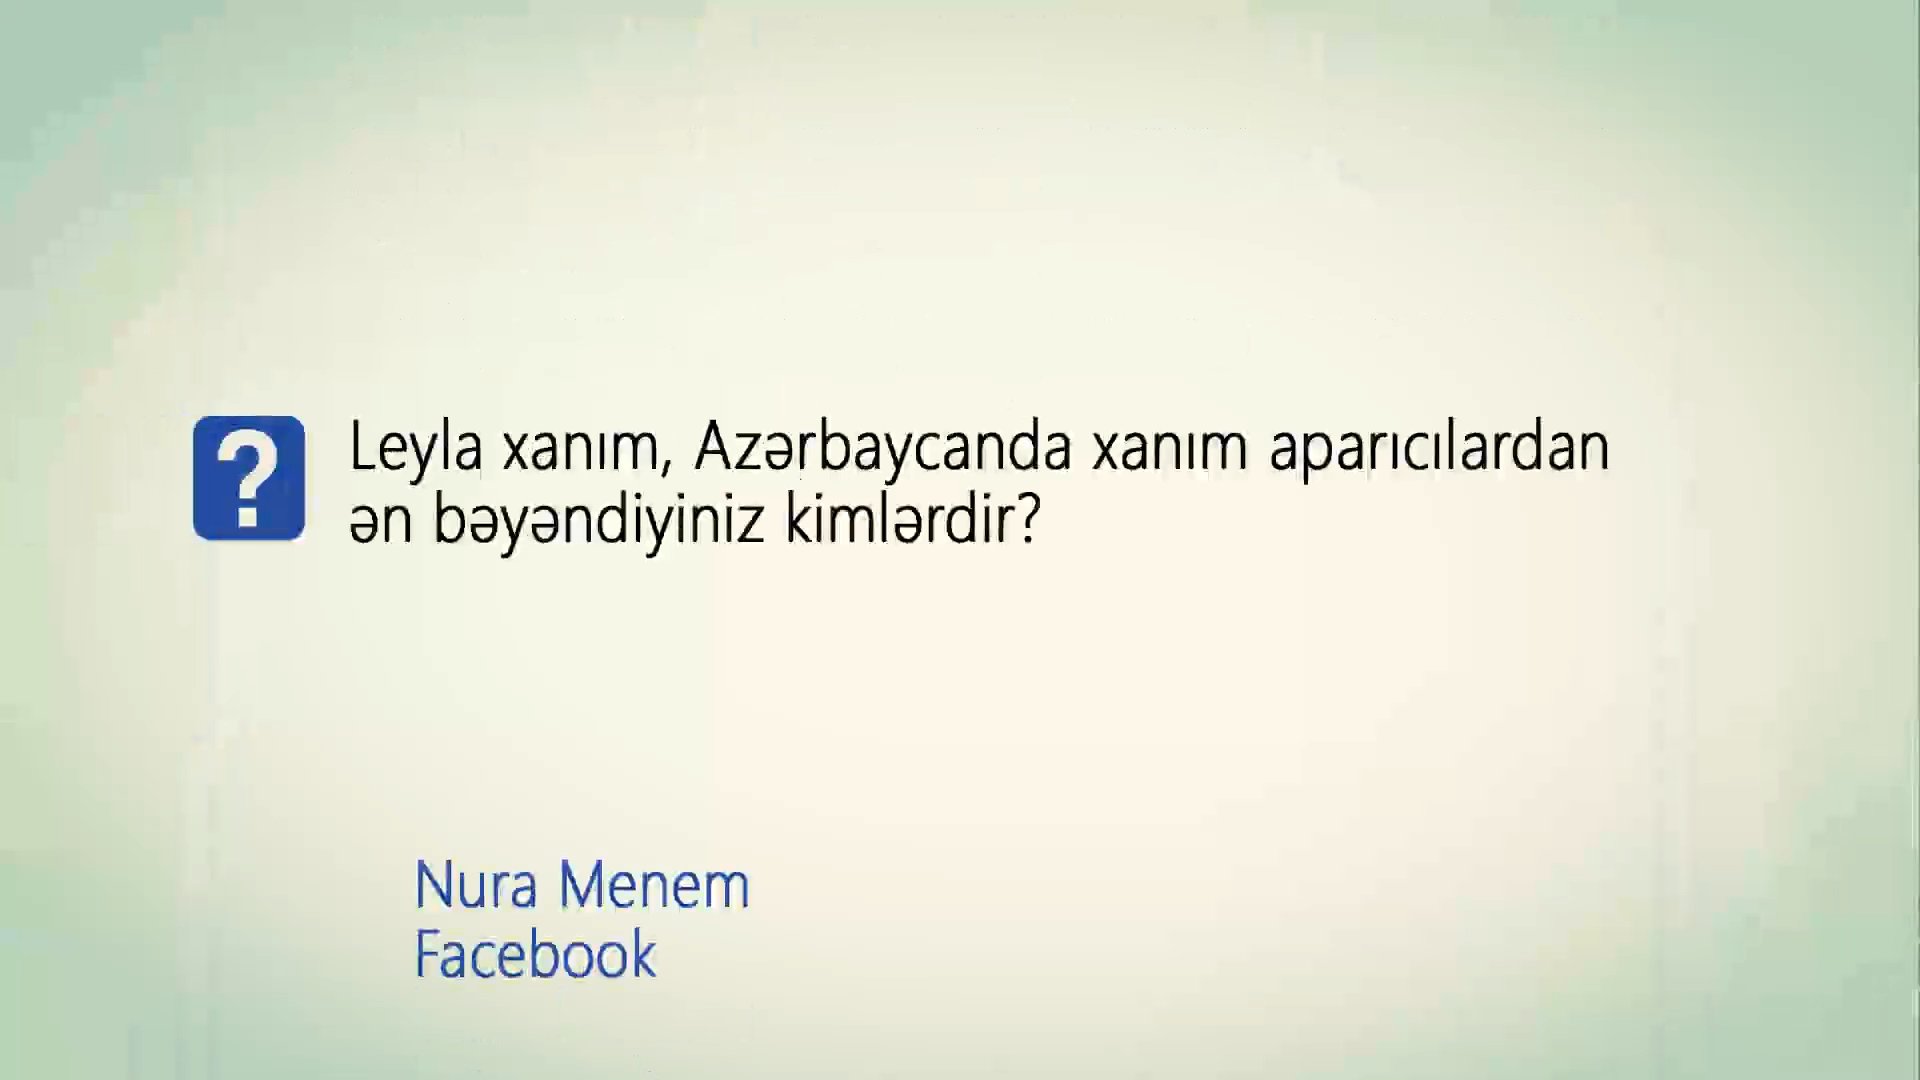 Leyla xanım, Azərbaycanda xanım aparıcılardan
ən bəyəndiyiniz kimlərdir?
Nura Menem
Facebook